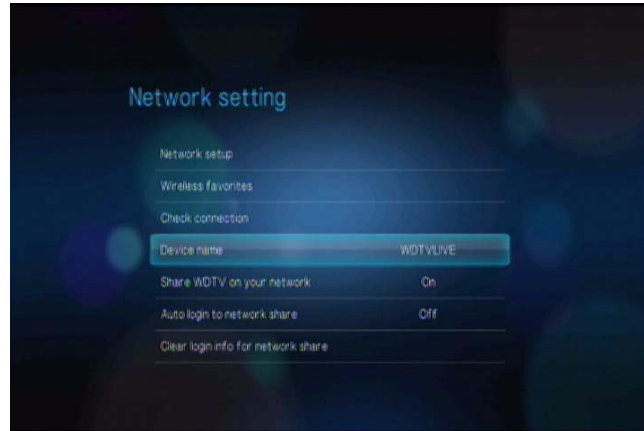 Network setting
Network setup
Wireless favorites
Check connection
Device name WDTVLIVE
Share WDTV on your network On
Auto login to network share Off
Clear login info for network share